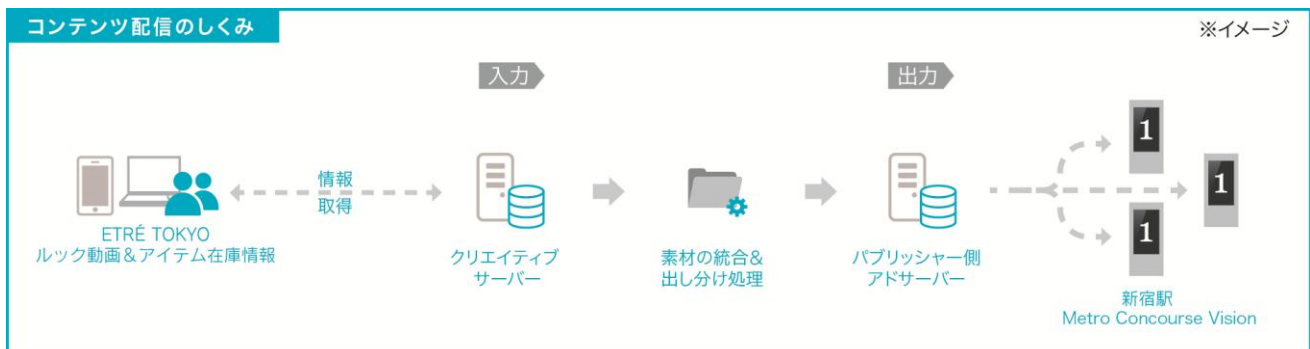 コンテンツ配信のしくみ
※イメージ
入力
出力
情報
取得
1
1
1
ETRÉ TOKYO
ルック動画&アイテム在庫情報
クリエイティブ
サーバー
素材の統合&
出し分け処理
パブリッシャー側
アドサーバー
新宿駅
Metro Concourse Vision